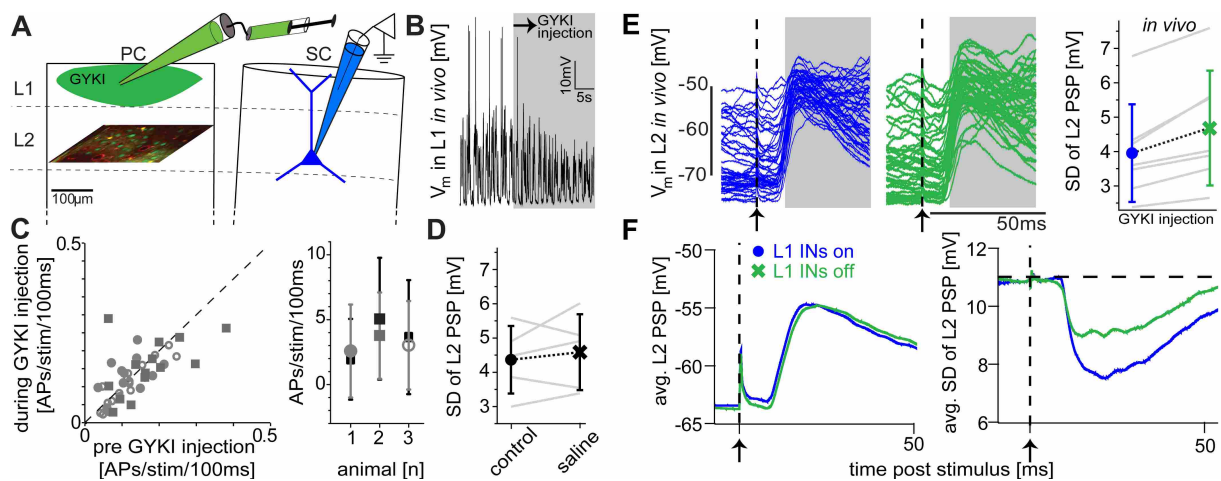 A
PC
SC
GYKI
L1
L2
100µm
B
GYKI
injection
Vm in L1 in vivo [mV]
10mV
5s
C
during GYKI injection
[APs/stim/100ms]
0.5
0
0
0.5
pre GYKI injection
[APs/stim/100ms]
APs/stim/100ms
10
5
0
1 2 3
animal [n]
D
SD of L2 PSP [mV]
7
6
5
4
3
control
saline
E
Vm in L2 in vivo [mV]
-50
-60
-70
50ms
in vivo
SD of L2 PSP [mV]
7
6
5
4
3
GYKI injection
F
L1 INs on
L1 INs off
avg. L2 PSP [mV]
-50
-55
-60
-65
50
avg. SD of L2 PSP [mV]
12
10
8
6
50
time post stimulus [ms]